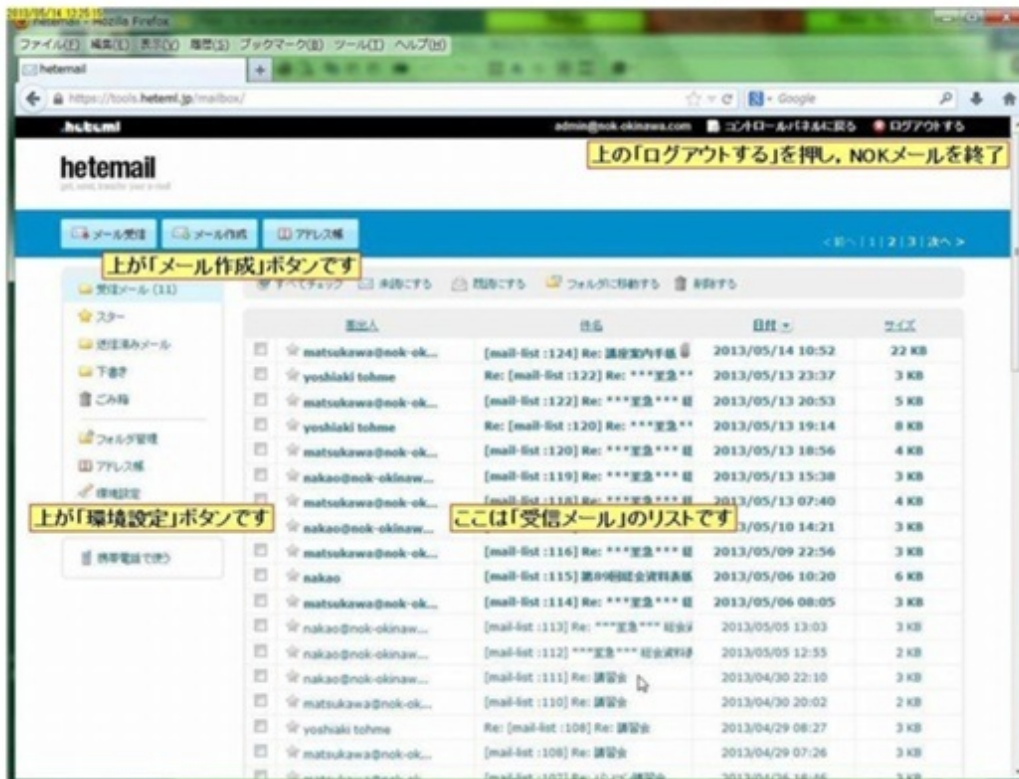 2013/05/14 12:25:15
hetemail - Mozilla Firefox
ファイル(F) 編集(E) 表示(V) 履歴(S) ブックマーク(B) ツール(T) ヘルプ(H)
hetemail
https://tools.heteml.jp/mailbox/
Google
.heteml
admin@nok-okinawa.com コントロールパネルに戻る ログアウトする
上の「ログアウトする」を押し，NOKメールを終了
hetemail
メール受信 メール作成 アドレス帳
< 前へ | 1 | 2 | 3 | 次へ >
上が「メール作成」ボタンです
すべてチェック 未読にする 既読にする フォルダに移動する 削除する
受信メール (11)
スター
送信済みメール
下書き
ごみ箱
フォルダ管理
アドレス帳
環境設定
上が「環境設定」ボタンです
携帯電話で使う
差出人 件名 日付 サイズ
matsukawa@nok-ok... [mail-list :124] Re: 講座案内手紙 2013/05/14 10:52 22 KB
yoshiaki tohme Re: [mail-list :122] Re: ***至急** 2013/05/13 23:37 3 KB
matsukawa@nok-ok... [mail-list :122] Re: ***至急*** 2013/05/13 20:53 5 KB
yoshiaki tohme Re: [mail-list :120] Re: ***至急** 2013/05/13 19:14 8 KB
matsukawa@nok-ok... [mail-list :120] Re: ***至急*** 2013/05/13 18:56 4 KB
nakao@nok-okinaw... [mail-list :119] Re: ***至急*** 2013/05/13 15:38 3 KB
matsukawa@nok-ok... [mail-list :118] Re: ***至急*** 2013/05/13 07:40 4 KB
ここは「受信メール」のリストです
nakao@nok-okinaw... 2013/05/10 14:21 3 KB
matsukawa@nok-ok... [mail-list :116] Re: ***至急*** 2013/05/09 22:56 3 KB
nakao [mail-list :115] 第89回総会資料表紙 2013/05/06 10:20 6 KB
matsukawa@nok-ok... [mail-list :114] Re: ***至急*** 2013/05/06 08:05 3 KB
nakao@nok-okinaw... [mail-list :113] Re: ***至急*** 総会 2013/05/05 13:03 3 KB
nakao@nok-okinaw... [mail-list :112] ***至急*** 総会資料 2013/05/05 12:55 2 KB
nakao@nok-okinaw... [mail-list :111] Re: 講習会 2013/04/30 22:10 3 KB
matsukawa@nok-ok... [mail-list :110] Re: 講習会 2013/04/30 20:02 2 KB
yoshiaki tohme Re: [mail-list :108] Re: 講習会 2013/04/29 08:27 3 KB
matsukawa@nok-ok... [mail-list :108] Re: 講習会 2013/04/29 07:26 3 KB